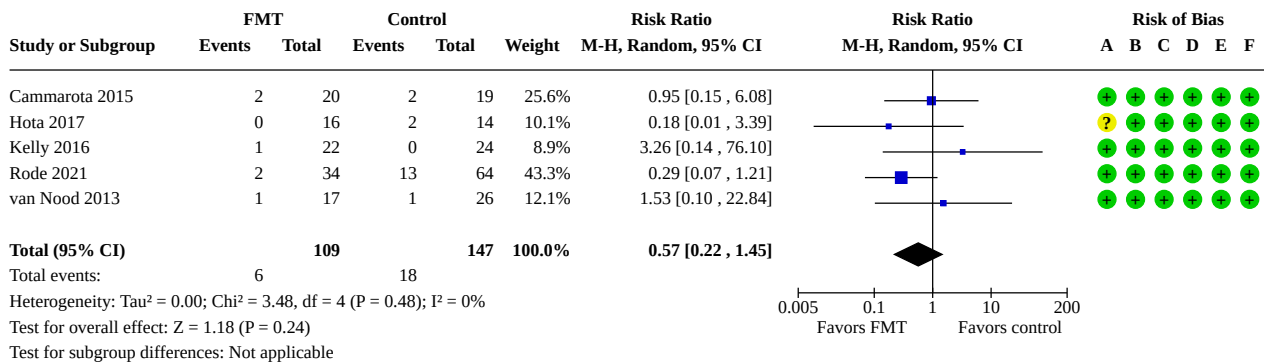 FMT Control Risk Ratio Risk Ratio Risk of Bias
Study or Subgroup Events Total Events Total Weight M-H, Random, 95% CI M-H, Random, 95% CI A B C D E F
Cammarota 2015 2 20 2 19 25.6% 0.95 [0.15 , 6.08] + + + + + +
Hota 2017 0 16 2 14 10.1% 0.18 [0.01 , 3.39] ? + + + + +
Kelly 2016 1 22 0 24 8.9% 3.26 [0.14 , 76.10] + + + + + +
Rode 2021 2 34 13 64 43.3% 0.29 [0.07 , 1.21] + + + + + +
van Nood 2013 1 17 1 26 12.1% 1.53 [0.10 , 22.84] + + + + + +
Total (95% CI) 109 147 100.0% 0.57 [0.22 , 1.45]
Total events: 6 18
Heterogeneity: Tau² = 0.00; Chi² = 3.48, df = 4 (P = 0.48); I² = 0%
0.005 0.1 1 10 200
Test for overall effect: Z = 1.18 (P = 0.24)
Favors FMT Favors control
Test for subgroup differences: Not applicable